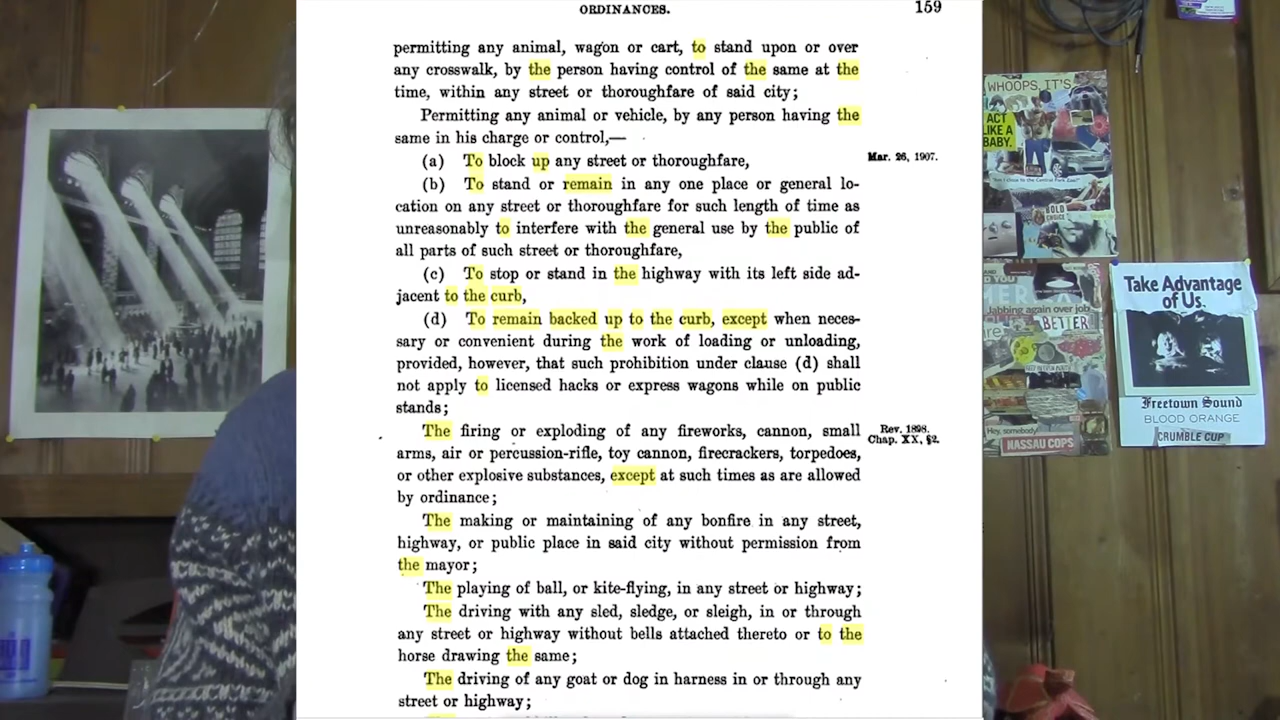 ORDINANCES.
159
permitting any animal, wagon or cart, to stand upon or over
any crosswalk, by the person having control of the same at the
time, within any street or thoroughfare of said city;
Permitting any animal or vehicle, by any person having the
same in his charge or control,—
(a) To block up any street or thoroughfare,
Mar. 26, 1907.
(b) To stand or remain in any one place or general lo-
cation on any street or thoroughfare for such length of time as
unreasonably to interfere with the general use by the public of
all parts of such street or thoroughfare,
(c) To stop or stand in the highway with its left side ad-
jacent to the curb,
(d) To remain backed up to the curb, except when neces-
sary or convenient during the work of loading or unloading,
provided, however, that such prohibition under clause (d) shall
not apply to licensed hacks or express wagons while on public
stands;
The firing or exploding of any fireworks, cannon, small
Rev. 1898.
Chap. XX, §2.
arms, air or percussion-rifle, toy cannon, firecrackers, torpedoes,
or other explosive substances, except at such times as are allowed
by ordinance;
The making or maintaining of any bonfire in any street,
highway, or public place in said city without permission from
the mayor;
The playing of ball, or kite-flying, in any street or highway;
The driving with any sled, sledge, or sleigh, in or through
any street or highway without bells attached thereto or to the
horse drawing the same;
The driving of any goat or dog in harness in or through any
street or highway;
WHOOPS, IT'S
ACT
LIKE A
BABY.
BOLD
CHOICE
Jabbing again over job
BETTER
Hey, somebody
NASSAU COPS
Take Advantage
of Us.
Freetown Sound
BLOOD ORANGE
CRUMBLE CUP